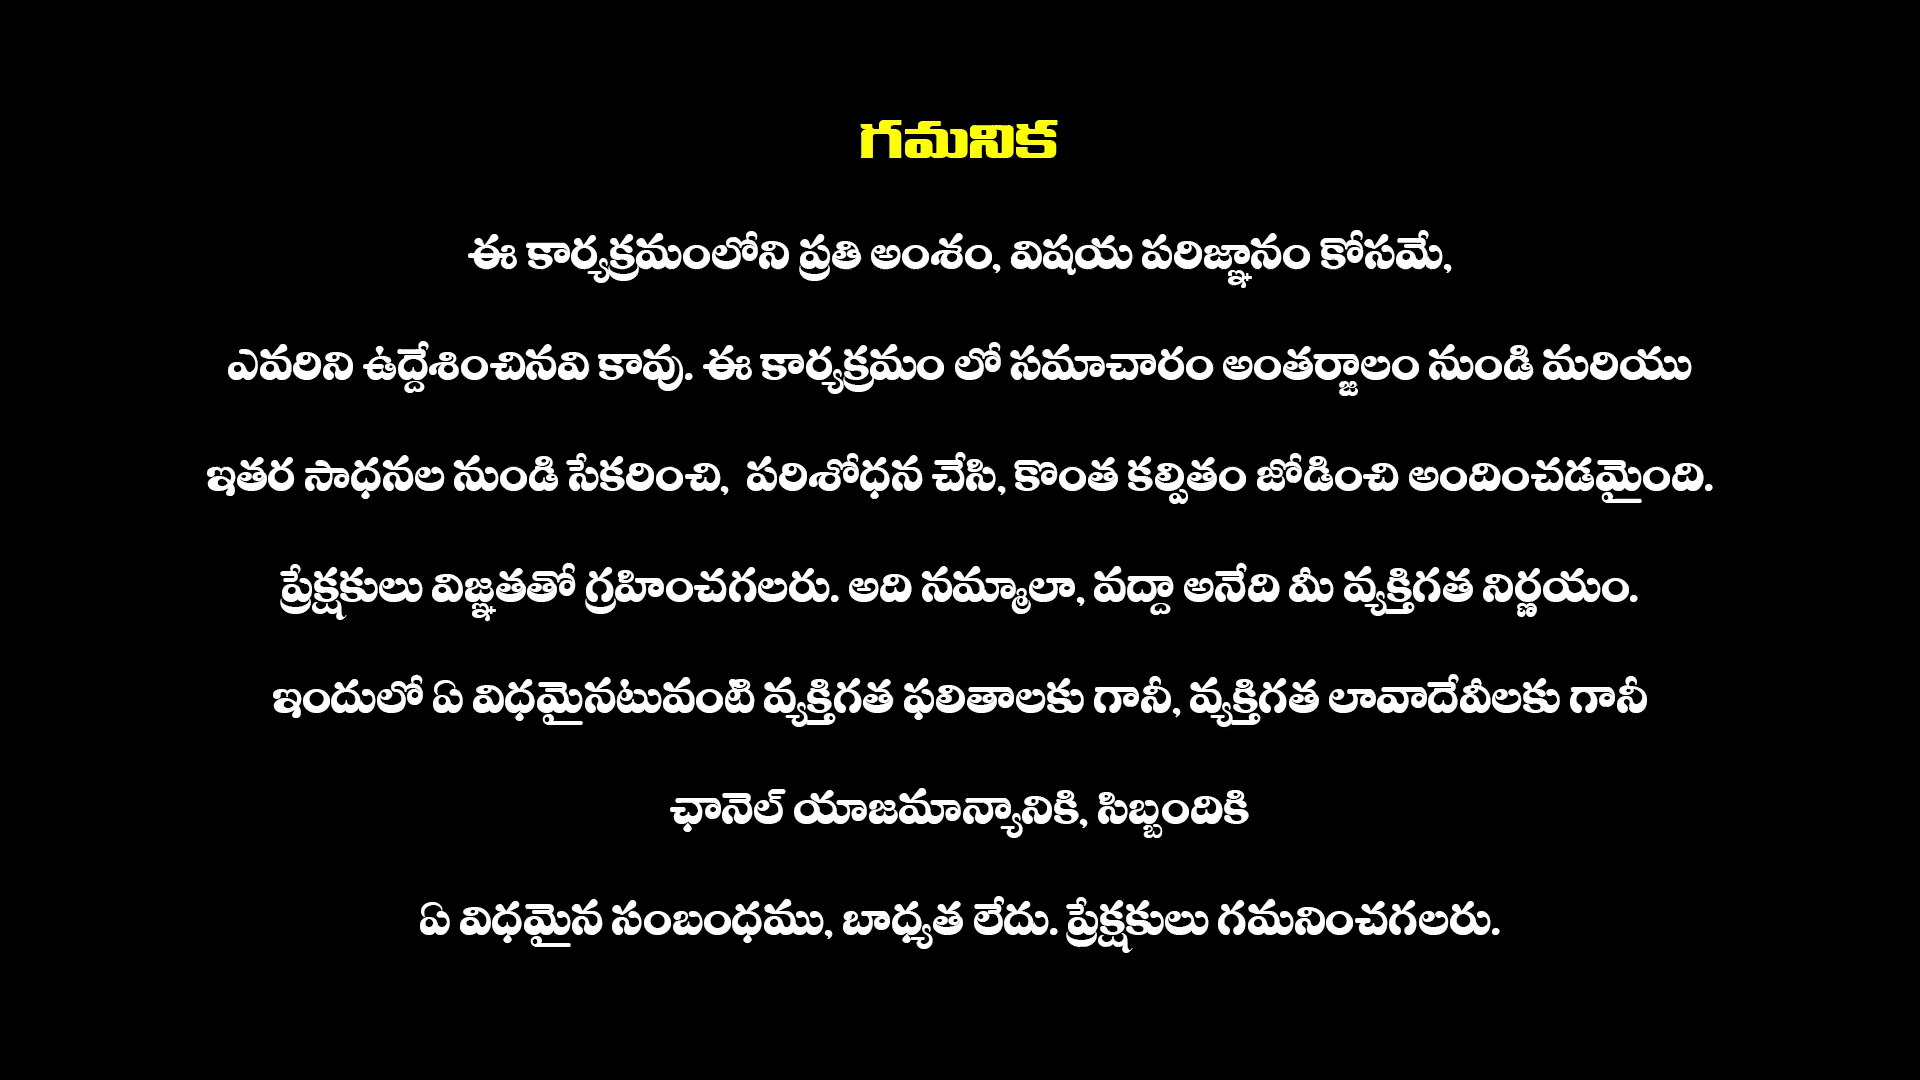 గమనిక
ఈ కార్యక్రమంలోని ప్రతి అంశం, విషయ పరిజ్ఞానం కోసమే,
ఎవరిని ఉద్దేశించినవి కావు. ఈ కార్యక్రమం లో సమాచారం అంతర్జాలం నుండి మరియు
ఇతర సాధనల నుండి సేకరించి, పరిశోధన చేసి, కొంత కల్పితం జోడించి అందించడమైంది.
ప్రేక్షకులు విజ్ఞతతో గ్రహించగలరు. అది నమ్మాలా, వద్దా అనేది మీ వ్యక్తిగత నిర్ణయం.
ఇందులో ఏ విధమైనటువంటి వ్యక్తిగత ఫలితాలకు గానీ, వ్యక్తిగత లావాదేవీలకు గానీ
ఛానెల్ యాజమాన్యానికి, సిబ్బందికి
ఏ విధమైన సంబంధము, బాధ్యత లేదు. ప్రేక్షకులు గమనించగలరు.